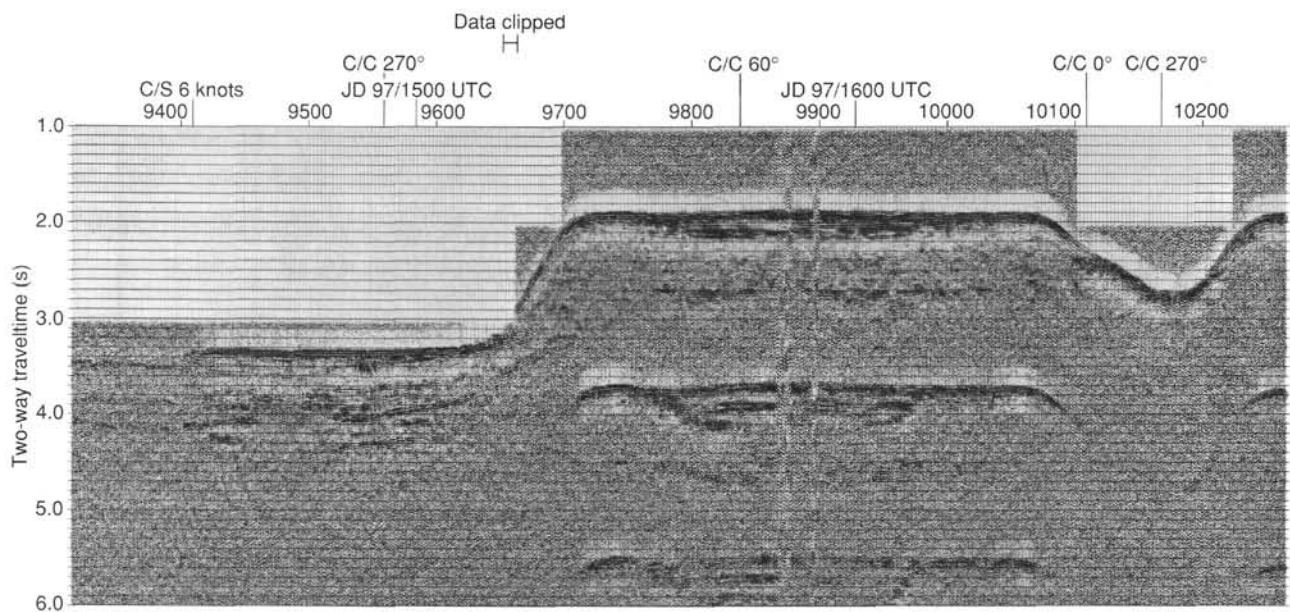 Data clipped
C/C 270° C/C 60° C/C 0° C/C 270°
C/S 6 knots JD 97/1500 UTC JD 97/1600 UTC
9400 9500 9600 9700 9800 9900 10000 10100 10200
1.0
2.0
3.0
4.0
5.0
6.0
Two-way traveltime (s)